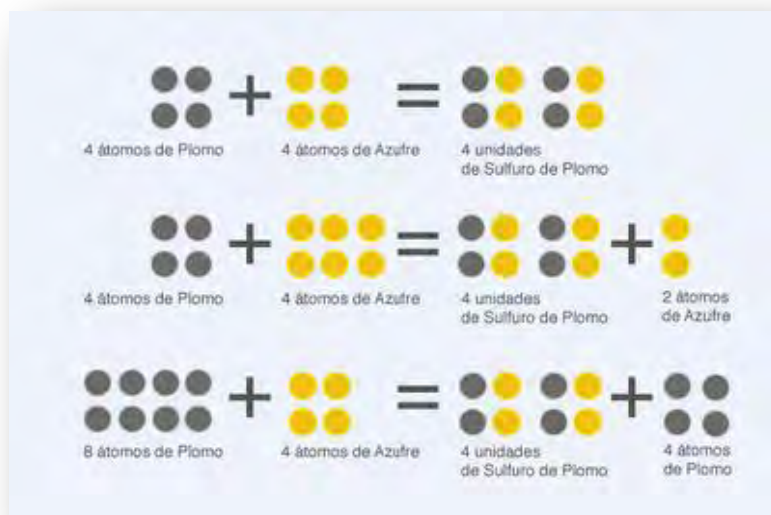 4 átomos de Plomo
4 átomos de Azufre
4 unidades
de Sulfuro de Plomo
4 átomos de Plomo
4 átomos de Azufre
4 unidades
de Sulfuro de Plomo
2 átomos
de Azufre
8 átomos de Plomo
4 átomos de Azufre
4 unidades
de Sulfuro de Plomo
4 átomos
de Plomo